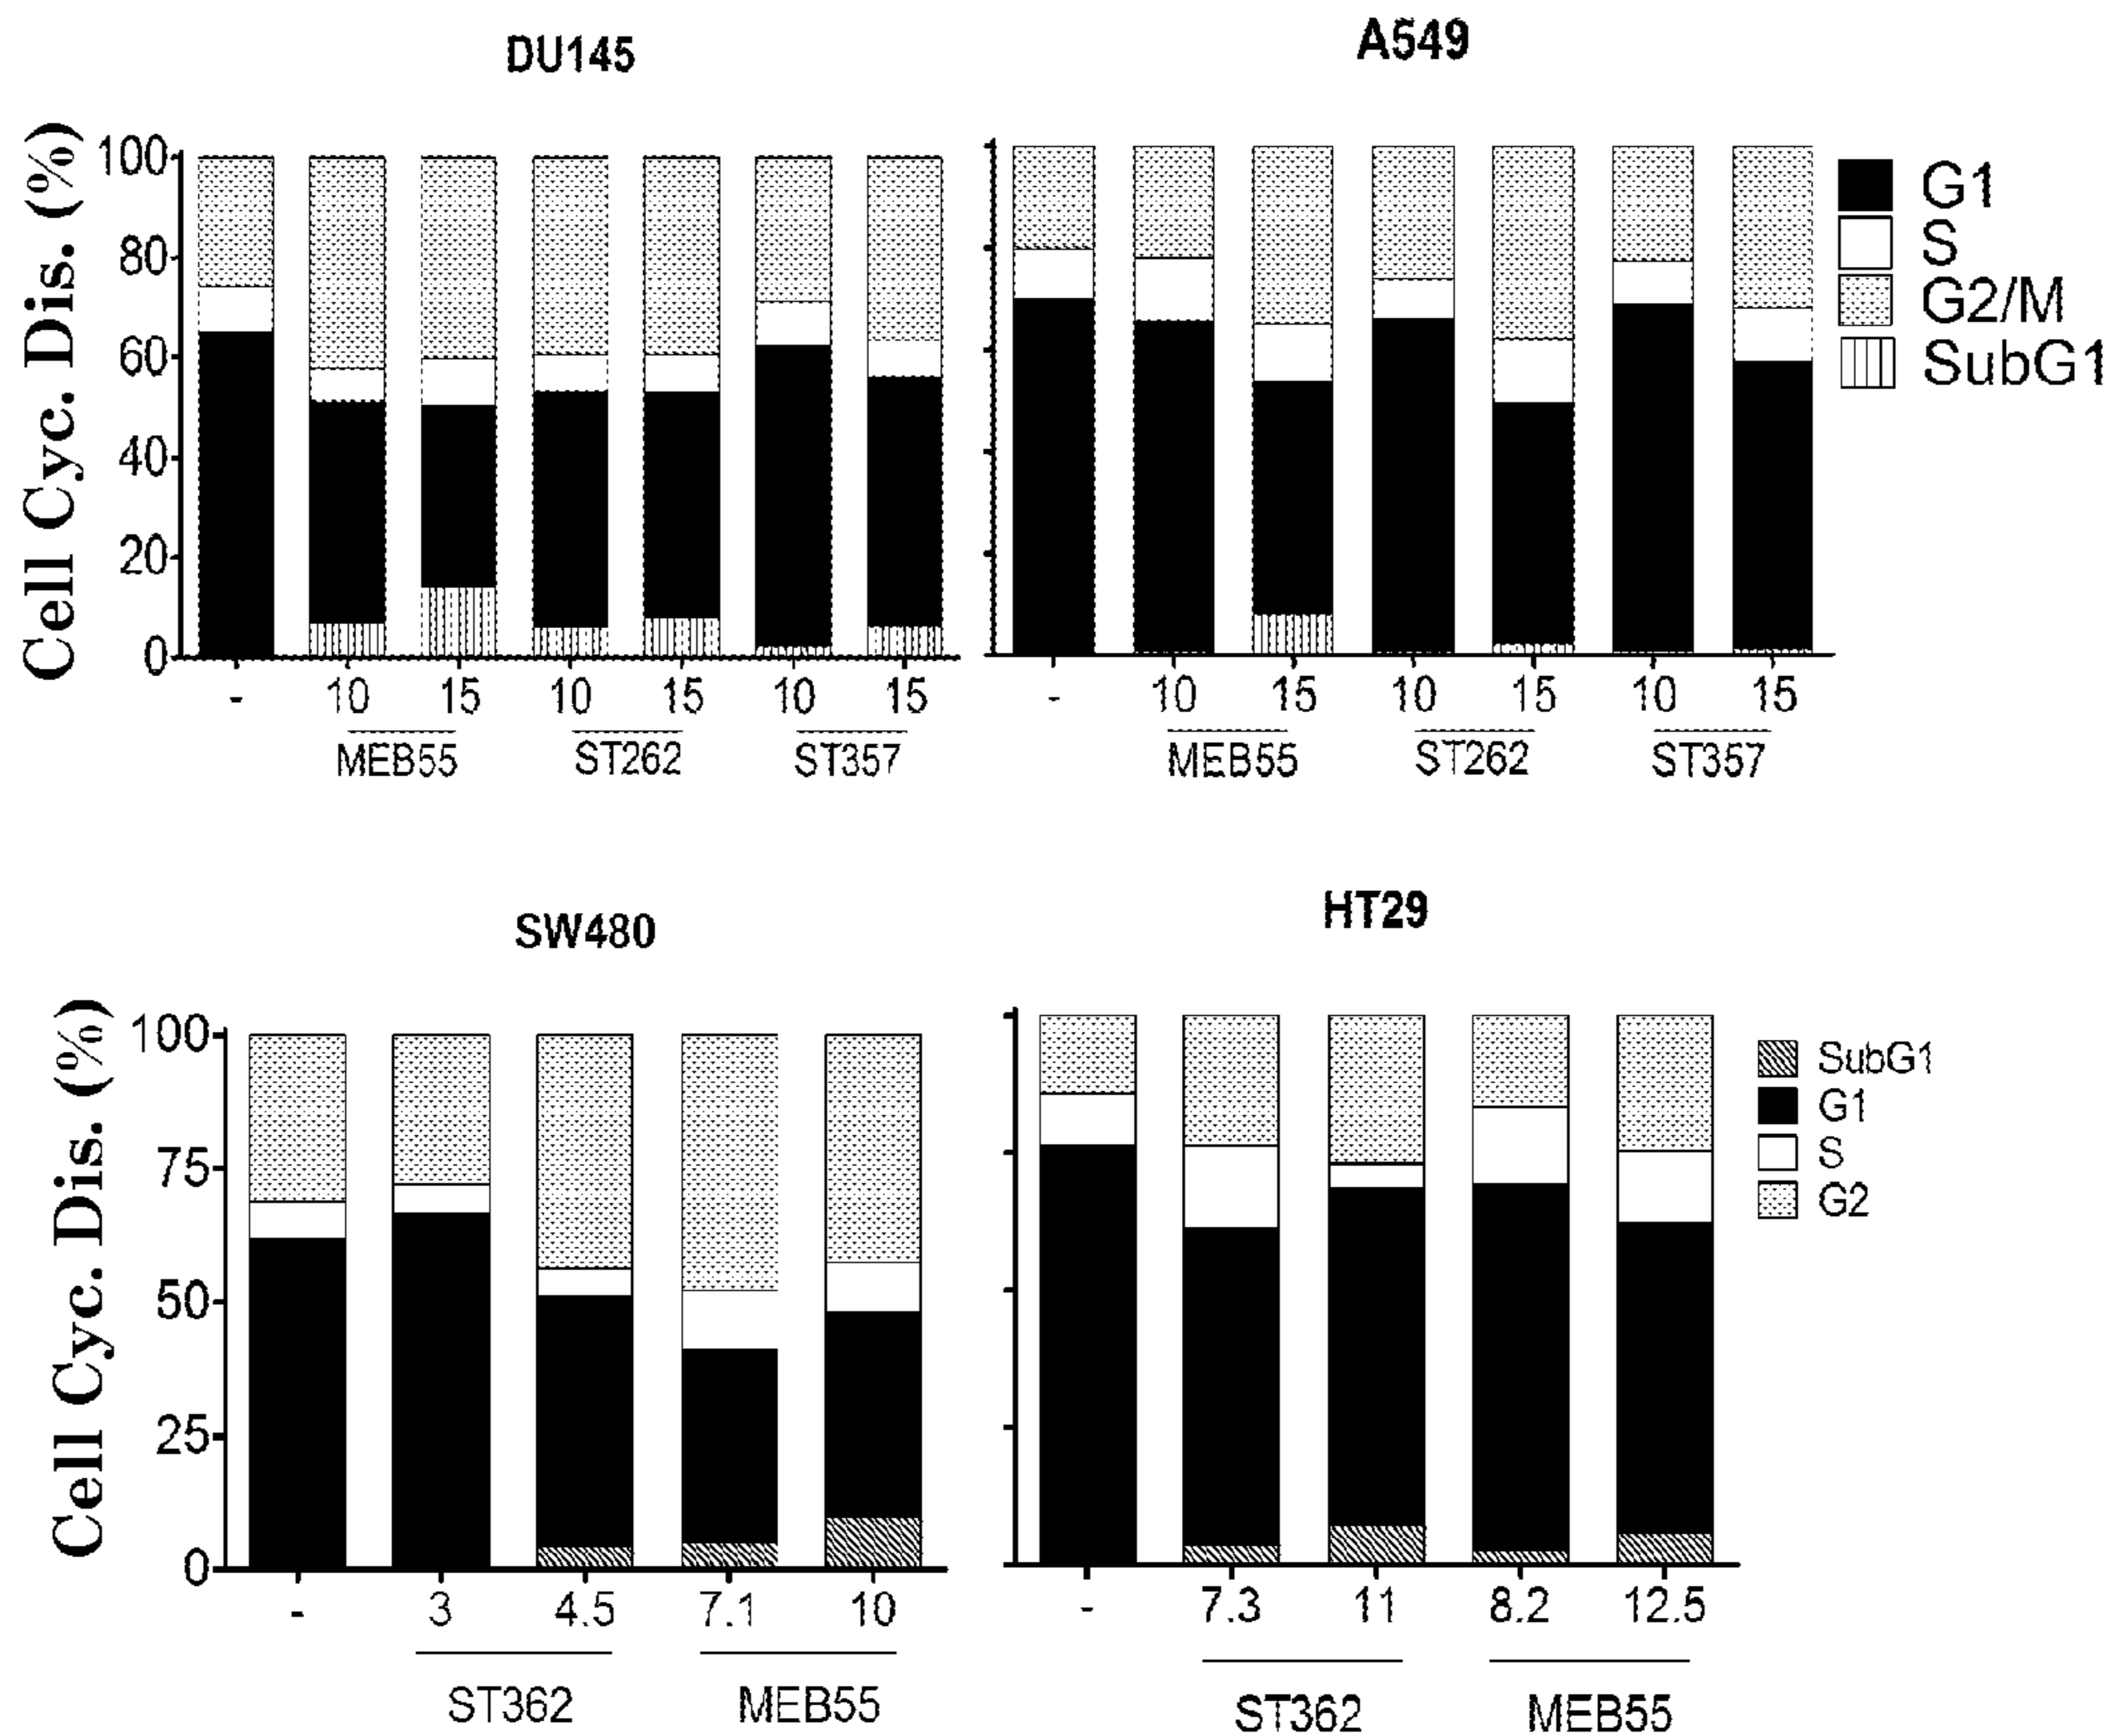 DU145
A549
Cell Cyc. Dis. (%)
100
80
60
40
20
0
- 10 15 10 15 10 15
MEB55 ST262 ST357
- 10 15 10 15 10 15
MEB55 ST262 ST357
G1
S
G2/M
SubG1
SW480
HT29
Cell Cyc. Dis. (%)
100
75
50
25
0
- 3 4.5 7.1 10
ST362 MEB55
- 7.3 11 8.2 12.5
ST362 MEB55
SubG1
G1
S
G2